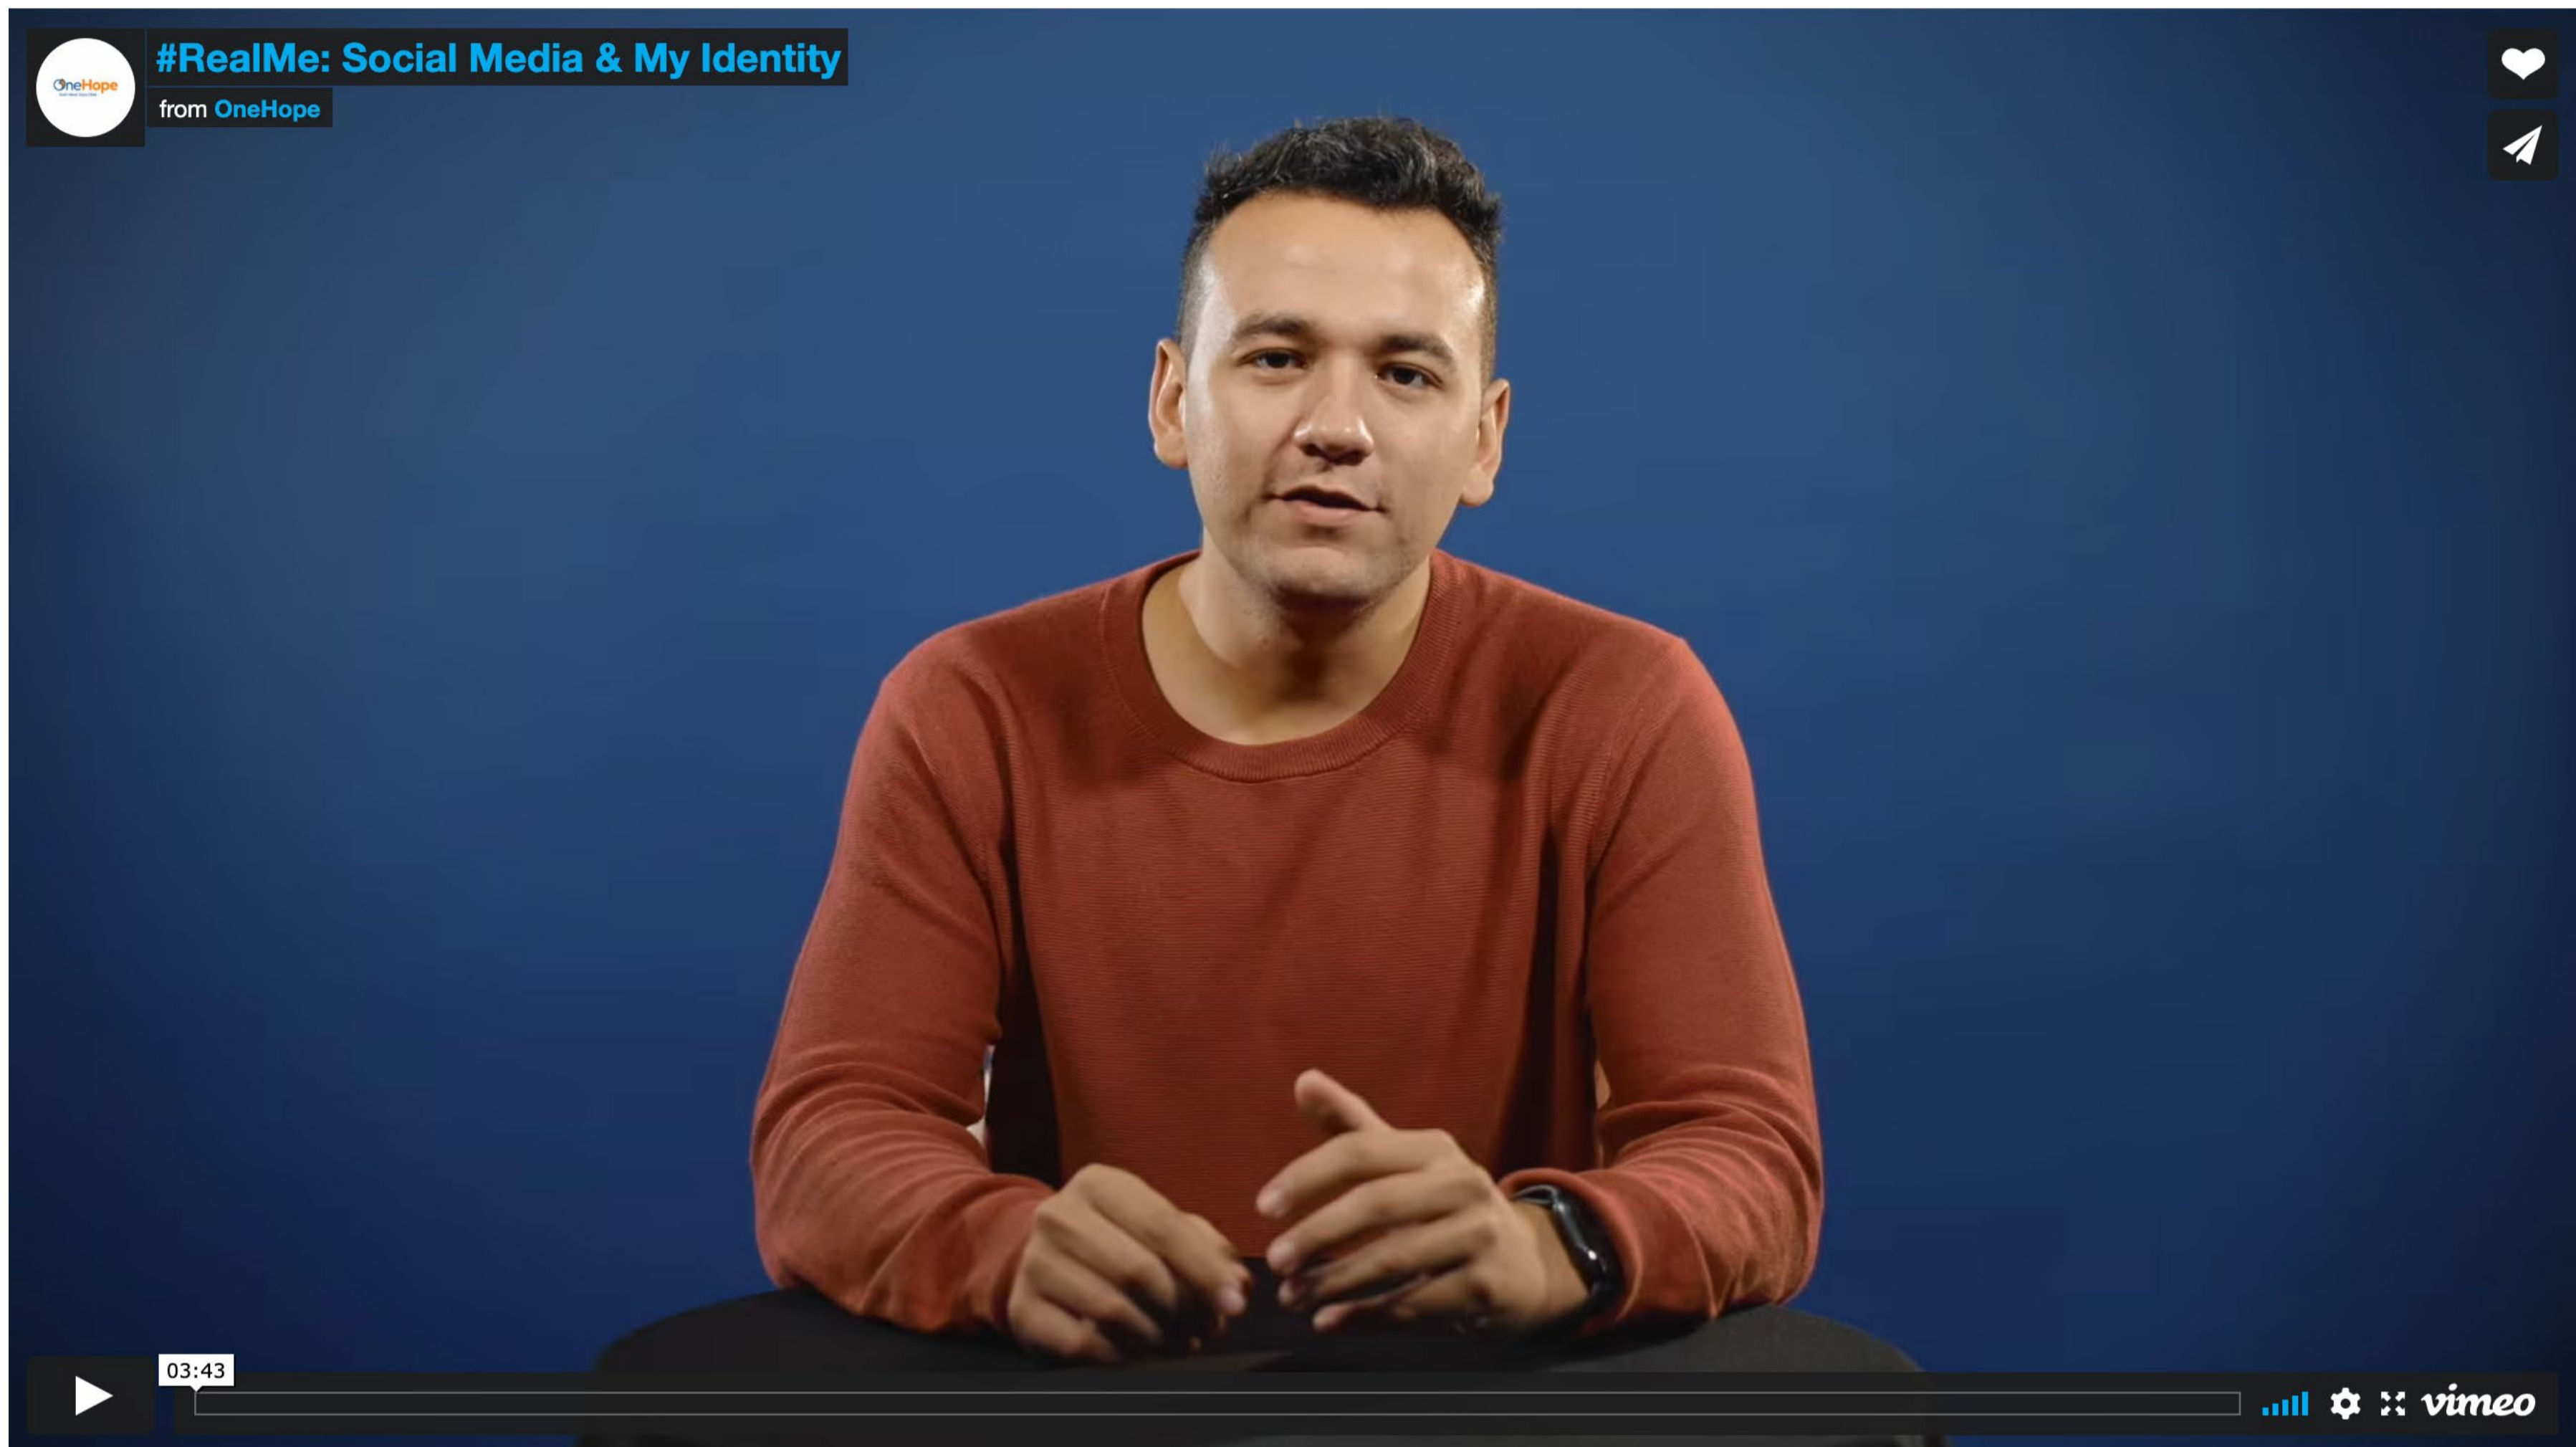 OneHope
#RealMe: Social Media & My Identity
from OneHope
03:43
vimeo